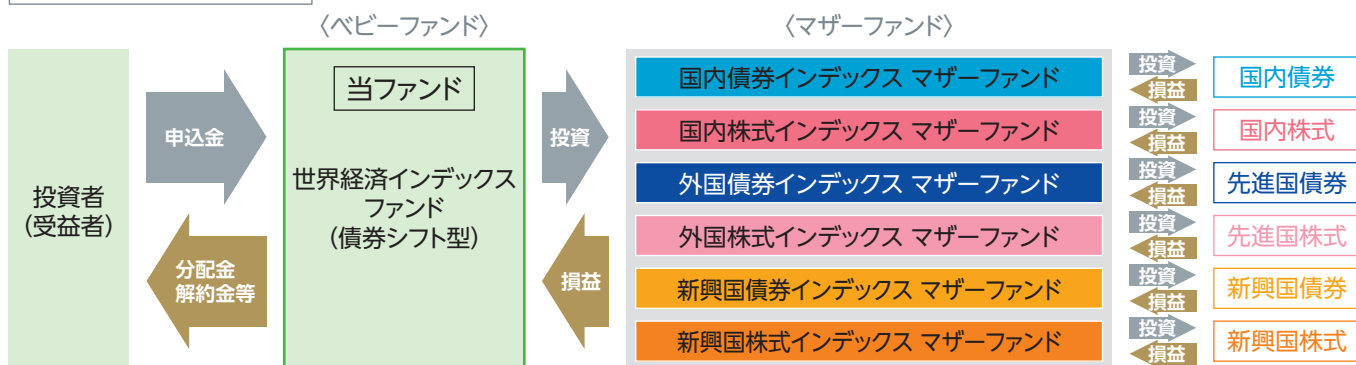 〈ベビーファンド〉
〈マザーファンド〉
投資者
(受益者)
申込金
分配金
解約金等
当ファンド
世界経済インデックス
ファンド
(債券シフト型)
投資
損益
国内債券インデックス マザーファンド
投資
損益
国内債券
国内株式インデックス マザーファンド
投資
損益
国内株式
外国債券インデックス マザーファンド
投資
損益
先進国債券
外国株式インデックス マザーファンド
投資
損益
先進国株式
新興国債券インデックス マザーファンド
投資
損益
新興国債券
新興国株式インデックス マザーファンド
投資
損益
新興国株式